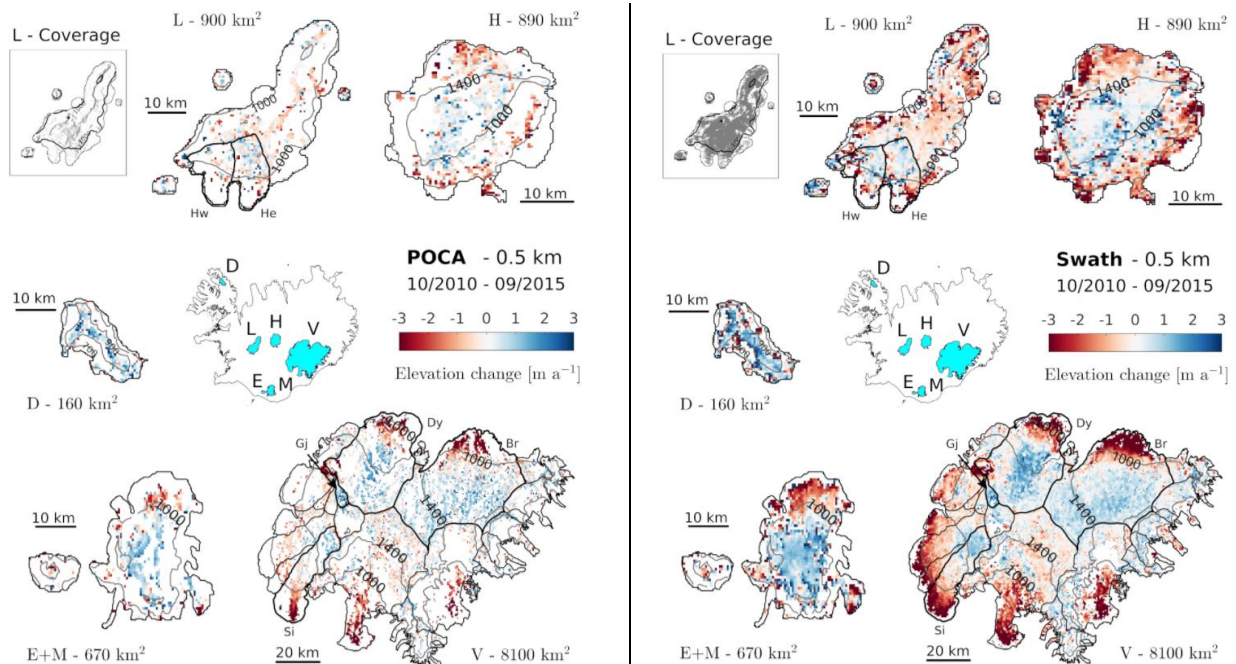 L - 900 km²
H - 890 km²
L - Coverage
10 km
1000
1400
1000
1000
10 km
Hw
He
D
POCA - 0.5 km
10/2010 - 09/2015
10 km
L
H
V
-3 -2 -1 0 1 2 3
E
M
Elevation change [m a⁻¹]
D - 160 km²
Gj
Dy
Br
1000
1000
1400
1400
1000
1000
10 km
Si
E+M - 670 km²
20 km
V - 8100 km²
L - 900 km²
H - 890 km²
L - Coverage
10 km
1000
1400
1000
1000
10 km
Hw
He
D
Swath - 0.5 km
10/2010 - 09/2015
10 km
L
H
V
-3 -2 -1 0 1 2 3
E
M
Elevation change [m a⁻¹]
D - 160 km²
Gj
Dy
Br
1000
1000
1400
1400
1000
1000
10 km
Si
E+M - 670 km²
20 km
V - 8100 km²